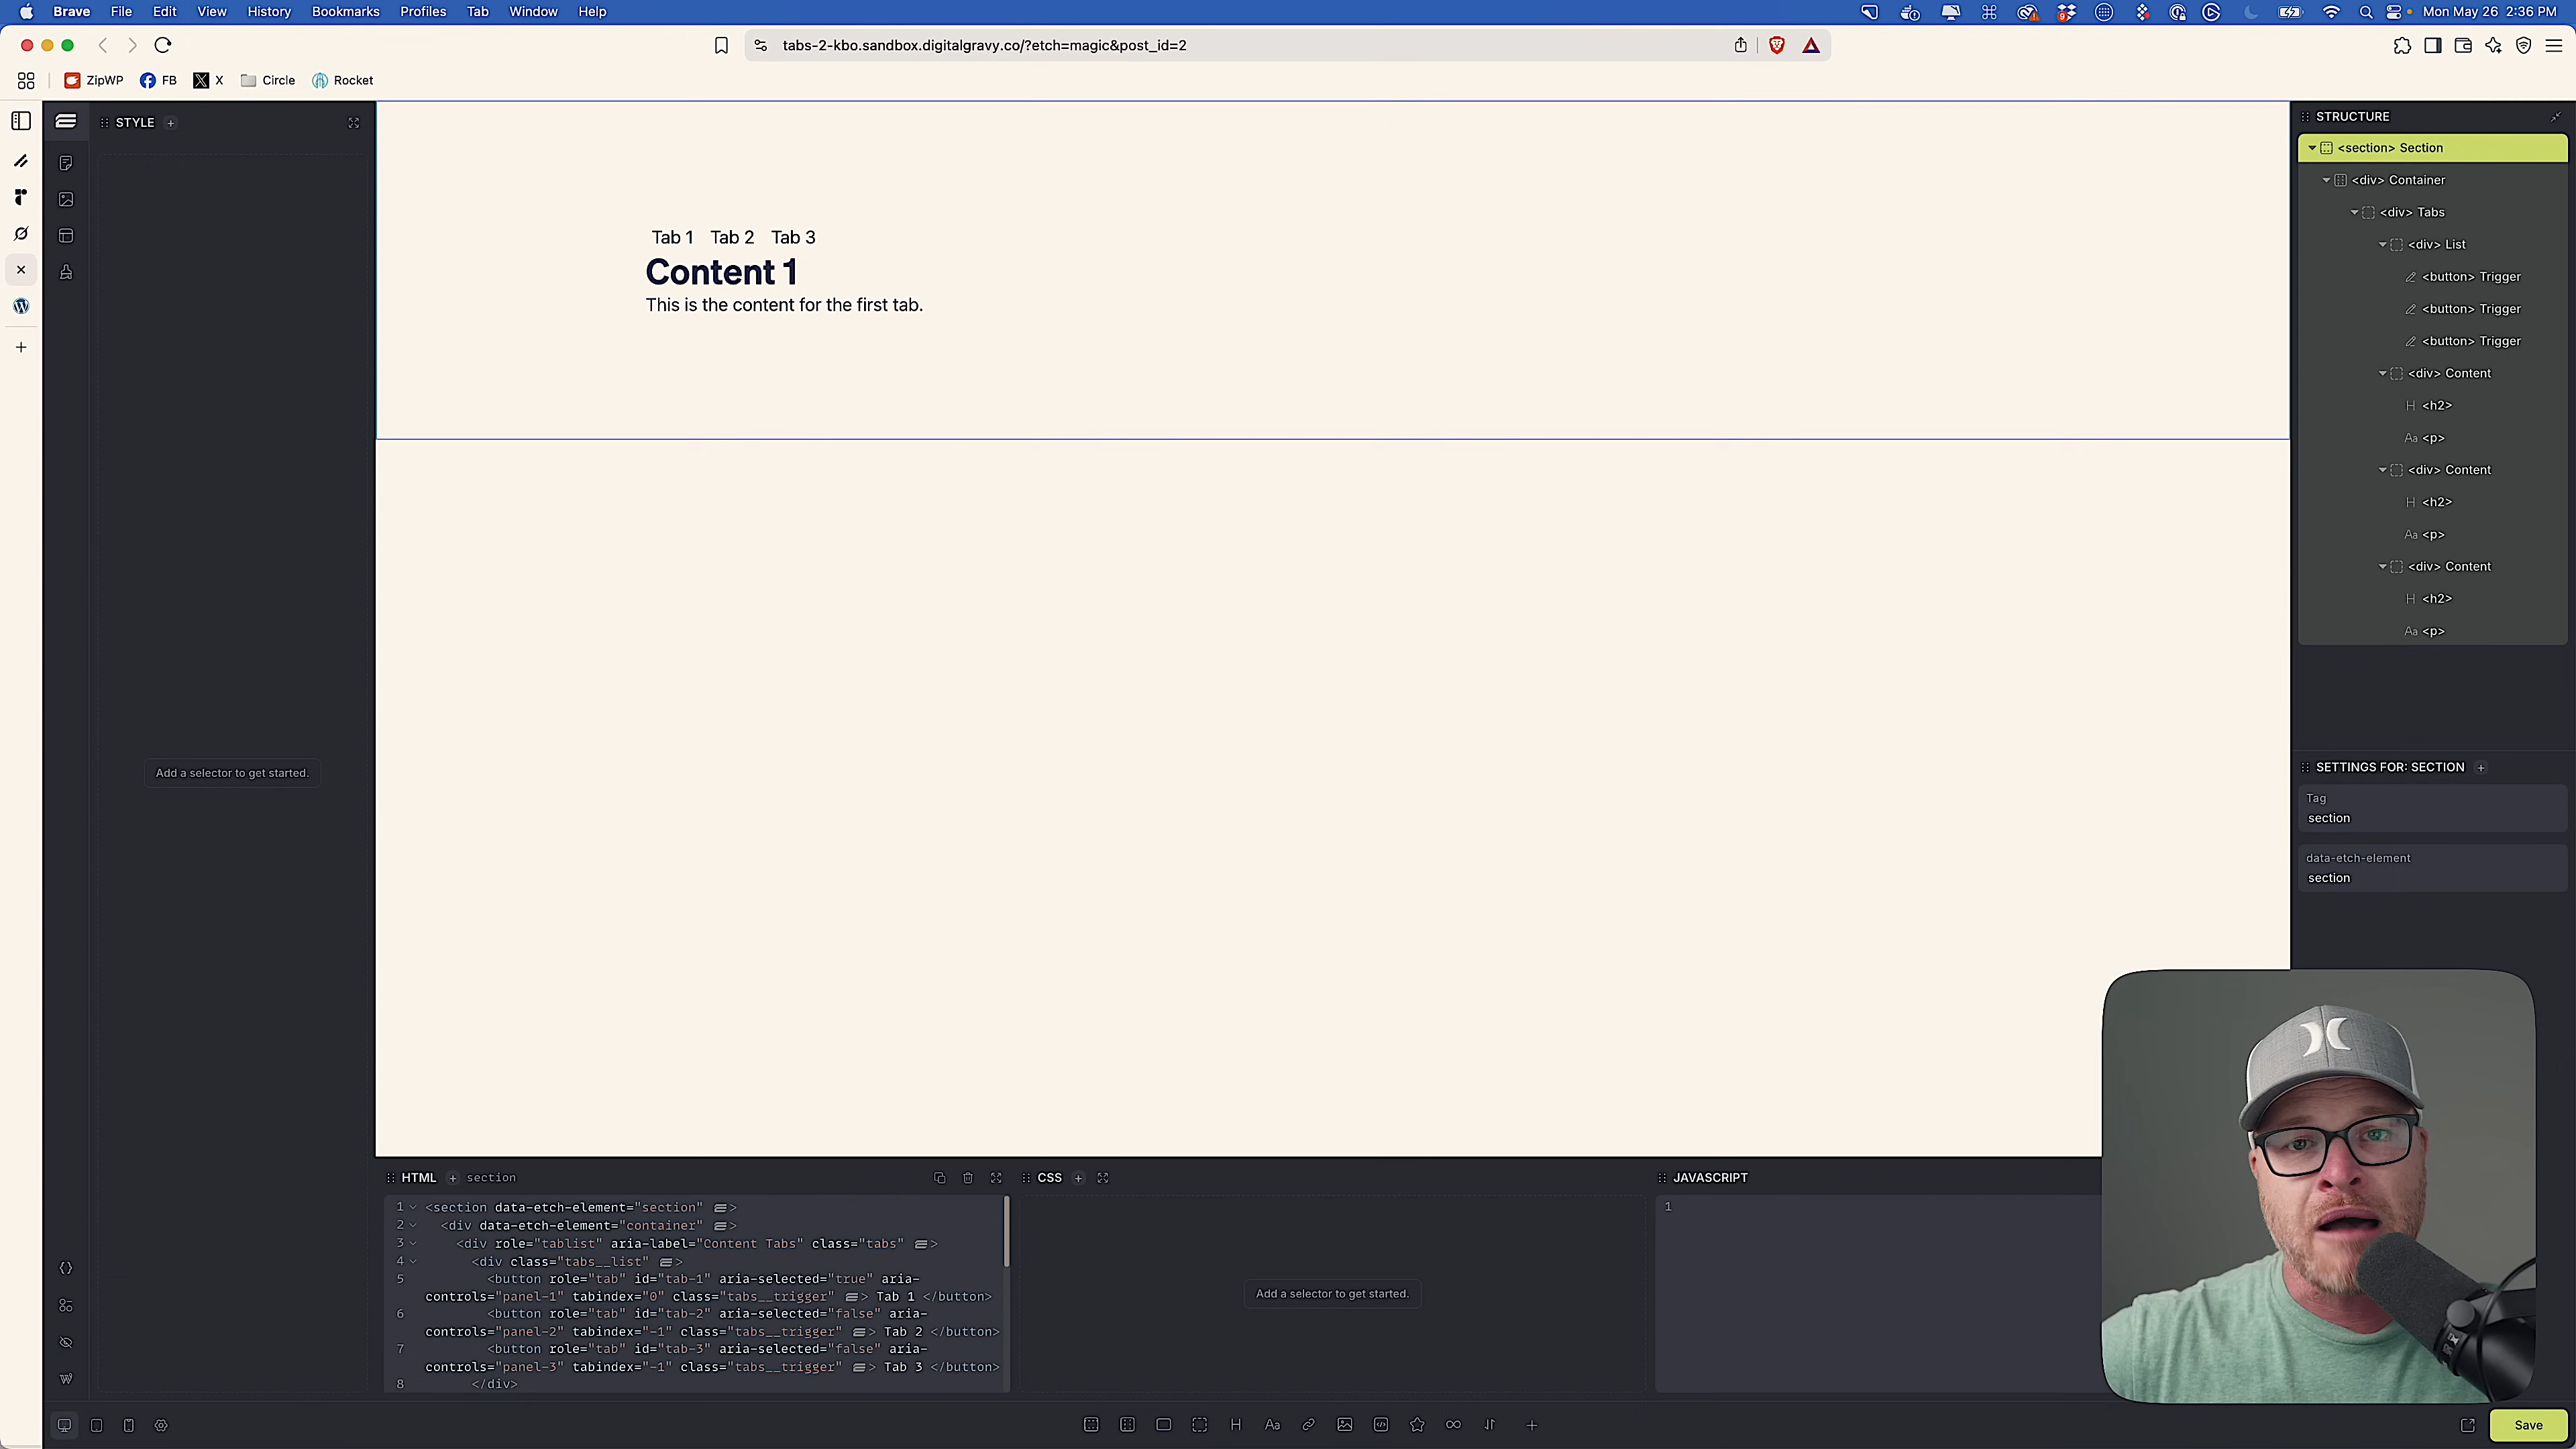 Brave File Edit View History Bookmarks Profiles Tab Window Help
Mon May 26 2:36 PM
tabs-2-kbo.sandbox.digitalgravy.co/?etch=magic&post_id=2
ZipWP FB X Circle Rocket
STYLE +
Add a selector to get started.
Tab 1 Tab 2 Tab 3
Content 1
This is the content for the first tab.
STRUCTURE
<section> Section
<div> Container
<div> Tabs
<div> List
<button> Trigger
<button> Trigger
<button> Trigger
<div> Content
H <h2>
Aa <p>
<div> Content
H <h2>
Aa <p>
<div> Content
H <h2>
Aa <p>
SETTINGS FOR: SECTION +
Tag
section
data-etch-element
section
HTML + section
1 <section data-etch-element="section" >
2 <div data-etch-element="container" >
3 <div role="tablist" aria-label="Content Tabs" class="tabs" >
4 <div class="tabs__list" >
5 <button role="tab" id="tab-1" aria-selected="true" aria-
controls="panel-1" tabindex="0" class="tabs__trigger" > Tab 1 </button>
6 <button role="tab" id="tab-2" aria-selected="false" aria-
controls="panel-2" tabindex="-1" class="tabs__trigger" > Tab 2 </button>
7 <button role="tab" id="tab-3" aria-selected="false" aria-
controls="panel-3" tabindex="-1" class="tabs__trigger" > Tab 3 </button>
8 </div>
CSS +
Add a selector to get started.
JAVASCRIPT
1
H Aa
Save